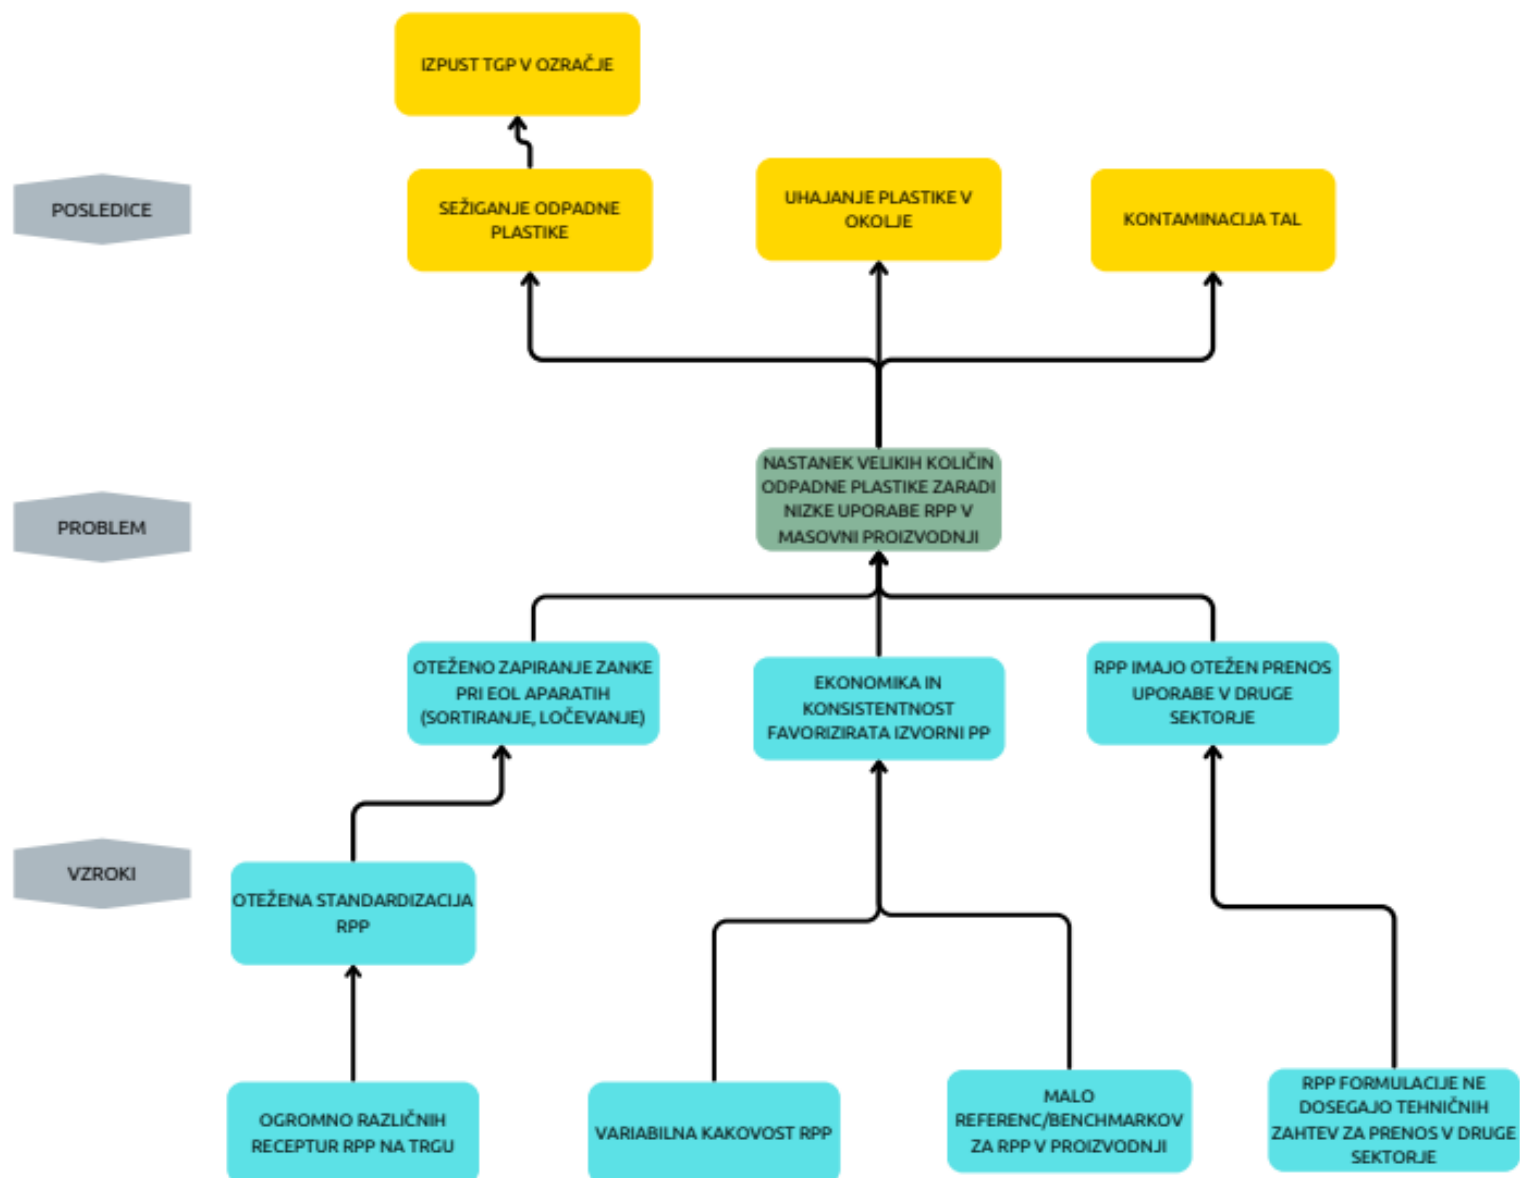 IZPUST TGP V OZRAČJE
POSLEDICE
SEŽIGANJE ODPADNE
PLASTIKE
UHAJANJE PLASTIKE V
OKOLJE
KONTAMINACIJA TAL
PROBLEM
NASTANEK VELIKIH KOLIČIN
ODPADNE PLASTIKE ZARADI
NIZKE UPORABE RPP V
MASOVNI PROIZVODNJI
OTEŽENO ZAPIRANJE ZANKE
PRI EOL APARATIH
(SORTIRANJE, LOČEVANJE)
EKONOMIKA IN
KONSISTENTNOST
FAVORIZIRATA IZVORNI PP
RPP IMAJO OTEŽEN PRENOS
UPORABE V DRUGE
SEKTORJE
VZROKI
OTEŽENA STANDARDIZACIJA
RPP
OGROMNO RAZLIČNIH
RECEPTUR RPP NA TRGU
VARIABILNA KAKOVOST RPP
MALO
REFERENC/BENCHMARKOV
ZA RPP V PROIZVODNJI
RPP FORMULACIJE NE
DOSEGAJO TEHNIČNIH
ZAHTEV ZA PRENOS V DRUGE
SEKTORJE